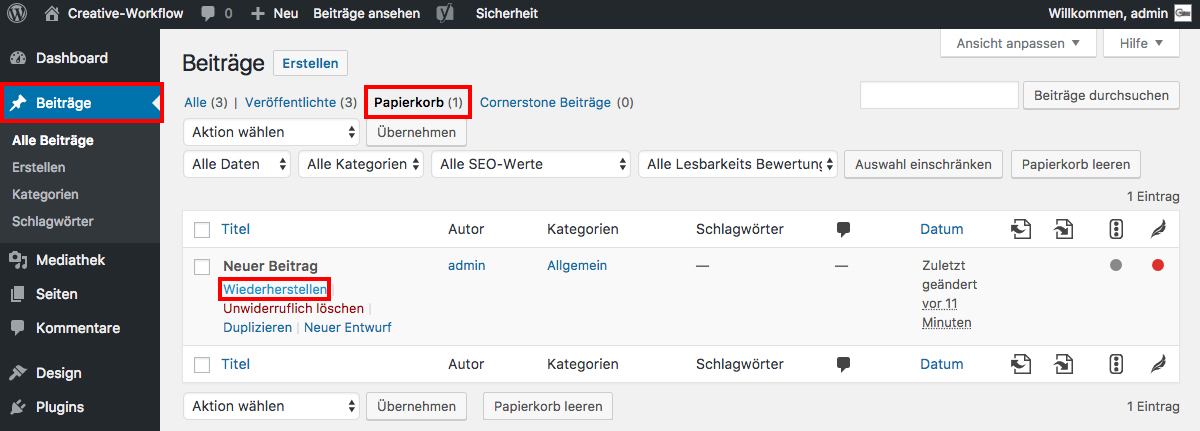 Creative-Workflow 0 + Neu Beiträge ansehen Sicherheit Willkommen, admin
Ansicht anpassen Hilfe
Dashboard
Beiträge
Alle Beiträge
Erstellen
Kategorien
Schlagwörter
Mediathek
Seiten
Kommentare
Design
Plugins
Beiträge Erstellen
Alle (3) | Veröffentlichte (3) Papierkorb (1) Cornerstone Beiträge (0)
Beiträge durchsuchen
Aktion wählen Übernehmen
Alle Daten Alle Kategorien Alle SEO-Werte Alle Lesbarkeits Bewertung Auswahl einschränken Papierkorb leeren
1 Eintrag
Titel Autor Kategorien Schlagwörter Datum
Neuer Beitrag admin Allgemein — — Zuletzt
geändert
vor 11
Minuten
Wiederherstellen
Unwiderruflich löschen |
Duplizieren | Neuer Entwurf
Titel Autor Kategorien Schlagwörter Datum
Aktion wählen Übernehmen Papierkorb leeren
1 Eintrag